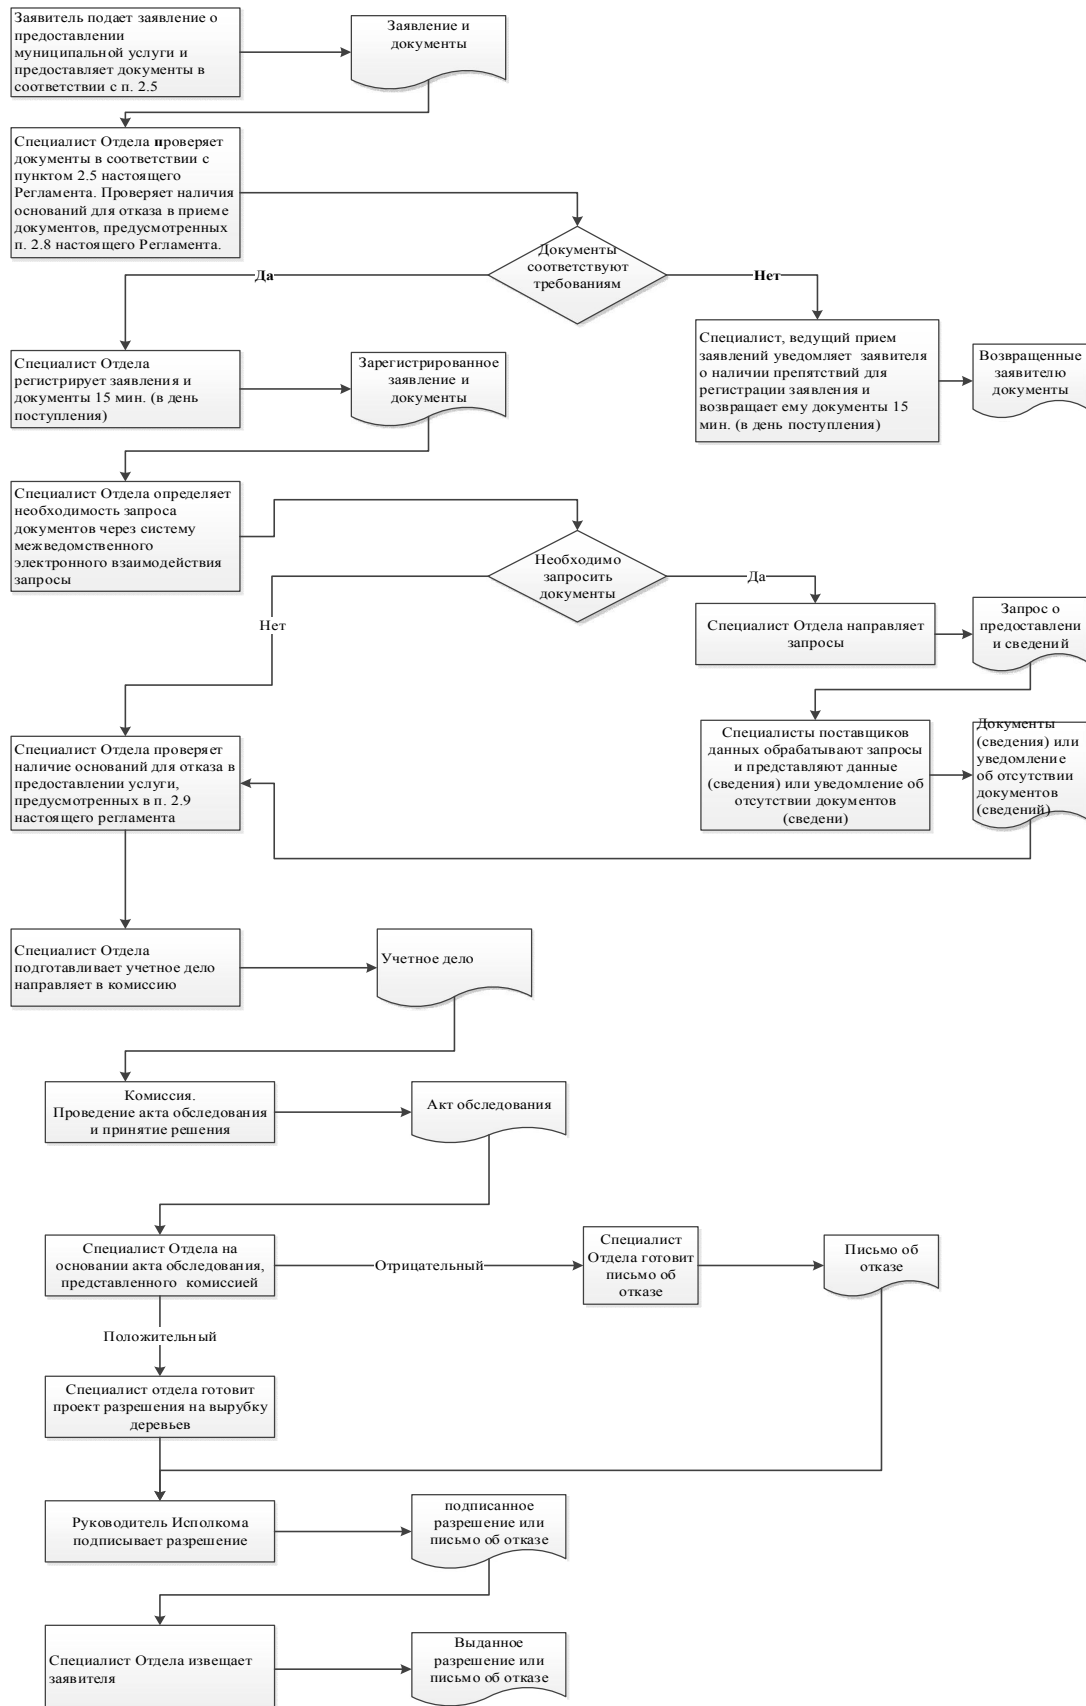 Заявитель подает заявление о
предоставлении
муниципальной услуги и
предоставляет документы в
соответствии с п. 2.5
Заявление и
документы
Специалист Отдела проверяет
документы в соответствии с
пунктом 2.5 настоящего
Регламента. Проверяет наличия
оснований для отказа в приеме
документов, предусмотренных
п. 2.8 настоящего Регламента.
Документы
соответствуют
требованиям
Да
Нет
Специалист Отдела
регистрирует заявления и
документы 15 мин. (в день
поступления)
Зарегистрированное
заявление и
документы
Специалист, ведущий прием
заявлений уведомляет заявителя
о наличии препятствий для
регистрации заявления и
возвращает ему документы 15
мин. (в день поступления)
Возвращенные
заявителю
документы
Специалист Отдела определяет
необходимость запроса
документов через систему
межведомственного
электронного взаимодействия
запросы
Необходимо
запросить
документы
Да
Нет
Специалист Отдела направляет
запросы
Запрос о
предоставлени
и сведений
Специалист Отдела проверяет
наличие оснований для отказа в
предоставлении услуги,
предусмотренных в п. 2.9
настоящего регламента
Специалисты поставщиков
данных обрабатывают запросы
и представляют данные
(сведения) или уведомление об
отсутствии документов
(сведени)
Документы
(сведения) или
уведомление
об отсутствии
документов
(сведений)
Специалист Отдела
подготавливает учетное дело
направляет в комиссию
Учетное дело
Комиссия.
Проведение акта обследования
и принятие решения
Акт обследования
Специалист Отдела на
основании акта обследования,
представленного комиссией
Отрицательный
Специалист
Отдела готовит
письмо об
отказе
Письмо об
отказе
Положительный
Специалист отдела готовит
проект разрешения на вырубку
деревьев
Руководитель Исполкома
подписывает разрешение
подписанное
разрешение или
письмо об отказе
Специалист Отдела извещает
заявителя
Выданное
разрешение или
письмо об отказе